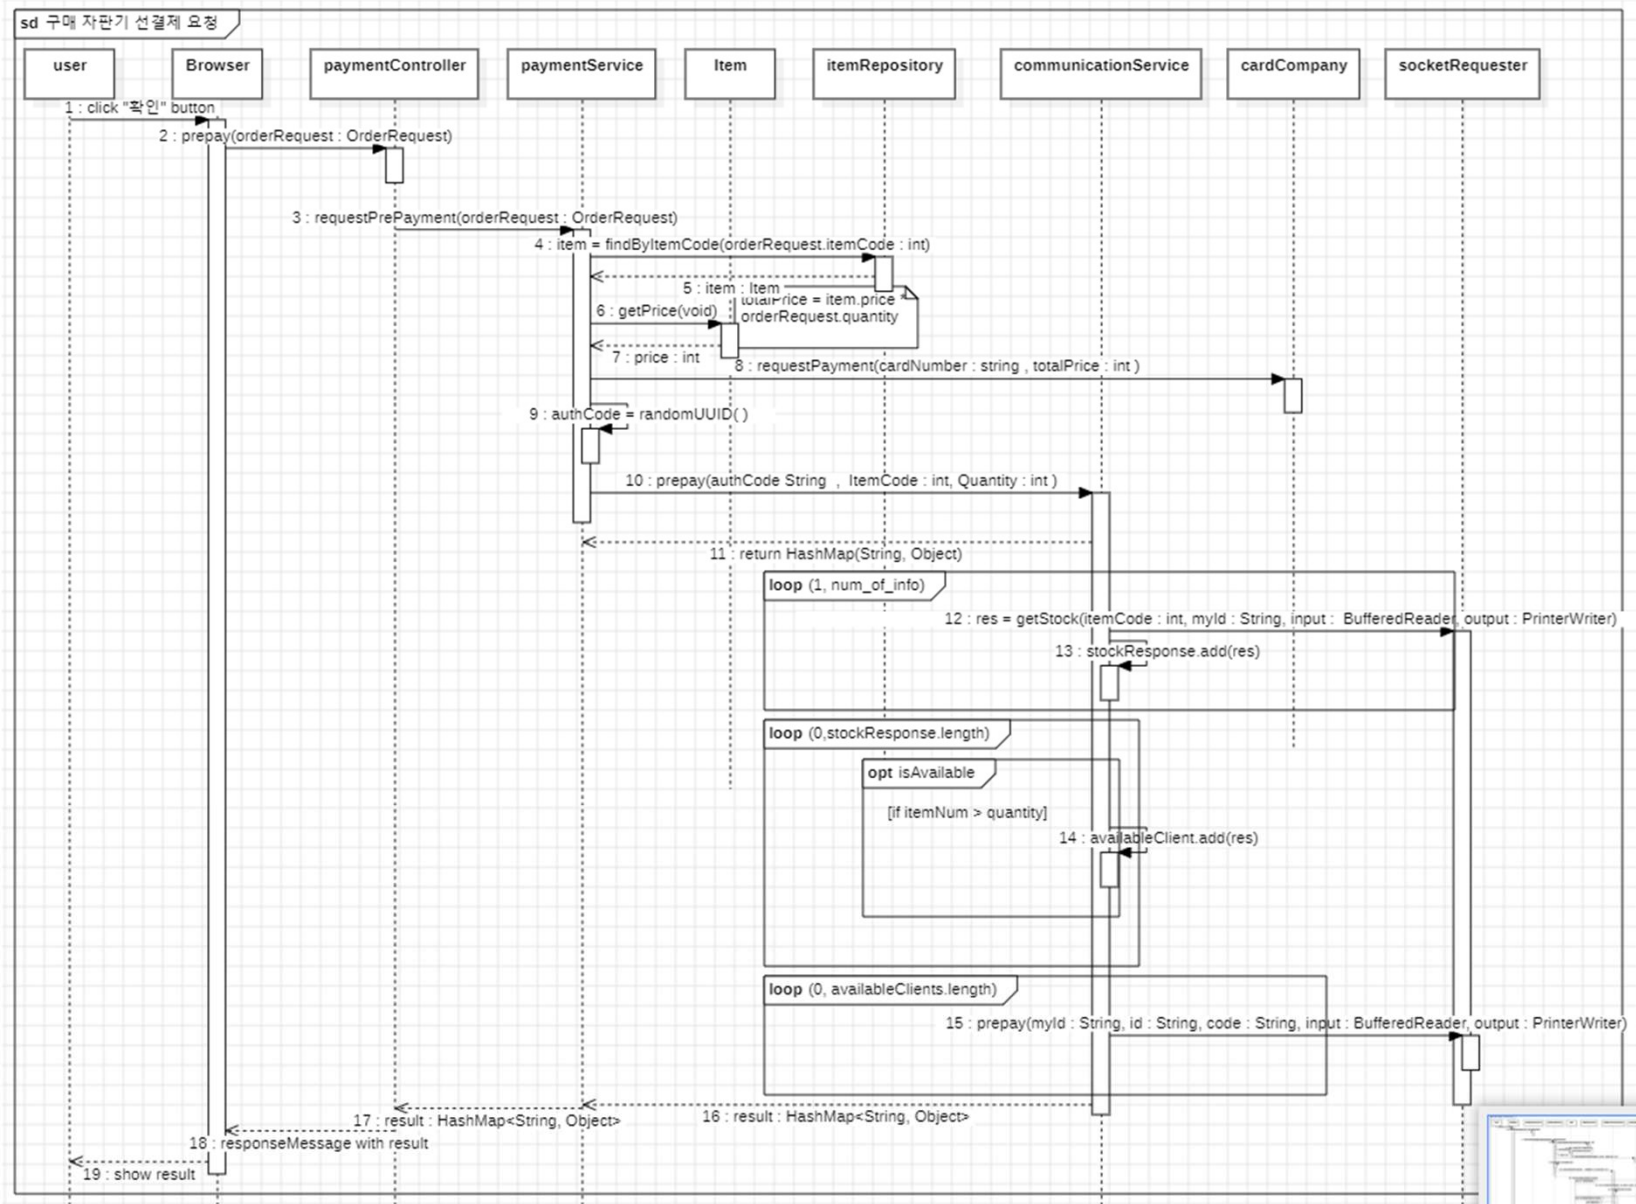 sd 구매 자판기 선결제 요청
user
Browser
paymentController
paymentService
Item
itemRepository
communicationService
cardCompany
socketRequester
1 : click "확인" button
2 : prepay(orderRequest : OrderRequest)
3 : requestPrePayment(orderRequest : OrderRequest)
4 : item = findByItemCode(orderRequest.itemCode : int)
5 : item : Item
totalPrice = item.price *
orderRequest.quantity
6 : getPrice(void)
7 : price : int
8 : requestPayment(cardNumber : string , totalPrice : int )
9 : authCode = randomUUID( )
10 : prepay(authCode String  ,  ItemCode : int, Quantity : int )
11 : return HashMap(String, Object)
loop (1, num_of_info)
12 : res = getStock(itemCode : int, myId : String, input :  BufferedReader, output : PrinterWriter)
13 : stockResponse.add(res)
loop (0,stockResponse.length)
opt isAvailable
[if itemNum > quantity]
14 : availableClient.add(res)
loop (0, availableClients.length)
15 : prepay(myId : String, id : String, code : String, input : BufferedReader, output : PrinterWriter)
16 : result : HashMap<String, Object>
17 : result : HashMap<String, Object>
18 : responseMessage with result
19 : show result